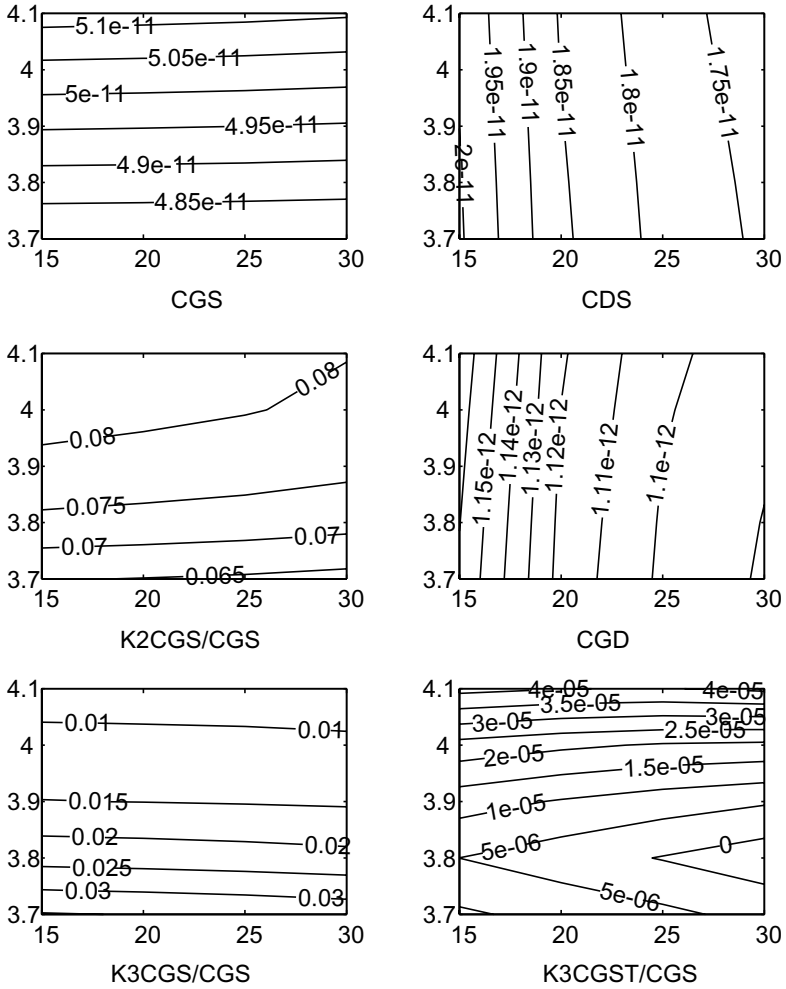 4.1
5.1e-11
5.05e-11
4
5e-11
3.9
4.95e-11
4.9e-11
3.8
4.85e-11
3.7
15 20 25 30
CGS
4.1
4
3.9
3.8
3.7
1.95e-11
1.9e-11
1.85e-11
1.8e-11
1.75e-11
2e-11
15 20 25 30
CDS
4.1
0.08
4
0.08
3.9
0.075
3.8
0.07
0.07
3.7
0.065
15 20 25 30
K2CGS/CGS
4.1
4
3.9
3.8
3.7
1.15e-12
1.14e-12
1.13e-12
1.12e-12
1.11e-12
1.1e-12
15 20 25 30
CGD
4.1
0.01
0.01
4
3.9
0.015
0.02
0.02
3.8
0.025
0.03
0.03
3.7
15 20 25 30
K3CGS/CGS
4.1
4e-05
4e-05
3.5e-05
3e-05
3e-05
2.5e-05
4
2e-05
1.5e-05
3.9
1e-05
5e-06
0
3.8
5e-06
3.7
15 20 25 30
K3CGST/CGS